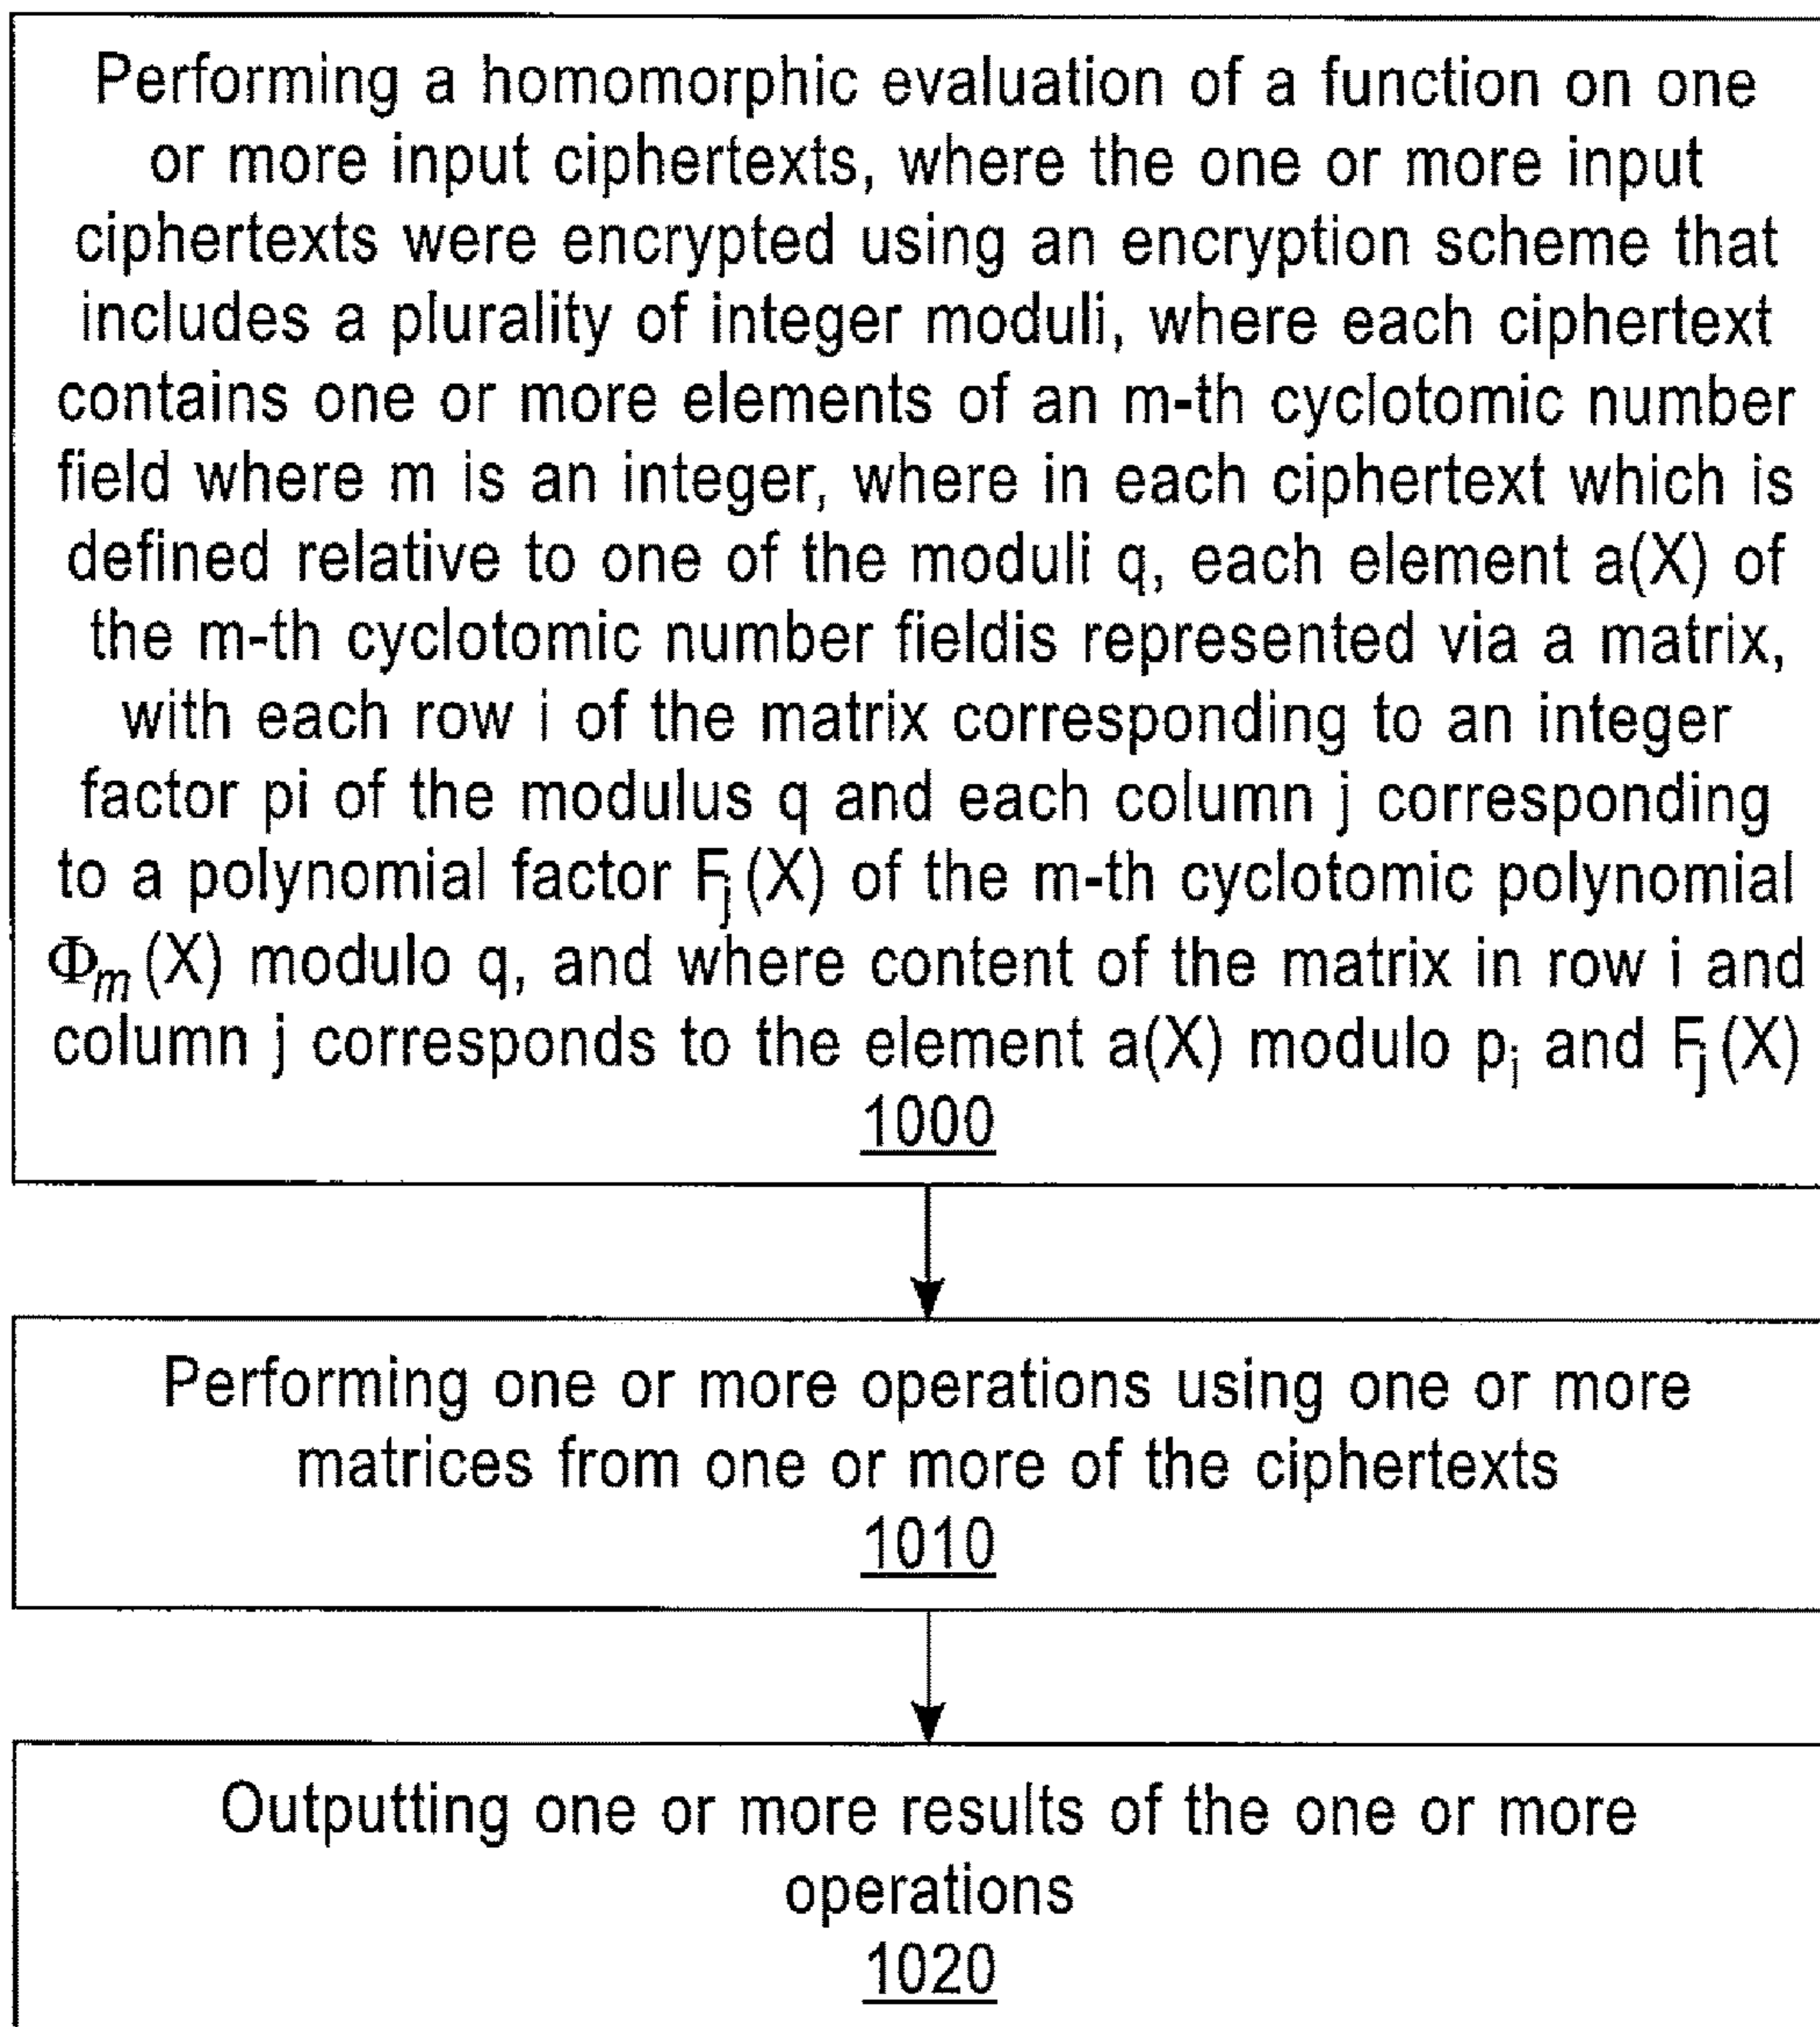 Performing a homomorphic evaluation of a function on one
or more input ciphertexts, where the one or more input
ciphertexts were encrypted using an encryption scheme that
includes a plurality of integer moduli, where each ciphertext
contains one or more elements of an m-th cyclotomic number
field where m is an integer, where in each ciphertext which is
defined relative to one of the moduli q, each element a(X) of
the m-th cyclotomic number fieldis represented via a matrix,
with each row i of the matrix corresponding to an integer
factor pi of the modulus q and each column j corresponding
to a polynomial factor F_j(X) of the m-th cyclotomic polynomial
Φ_m(X) modulo q, and where content of the matrix in row i and
column j corresponds to the element a(X) modulo p_i and F_j(X)
1000
Performing one or more operations using one or more
matrices from one or more of the ciphertexts
1010
Outputting one or more results of the one or more
operations
1020